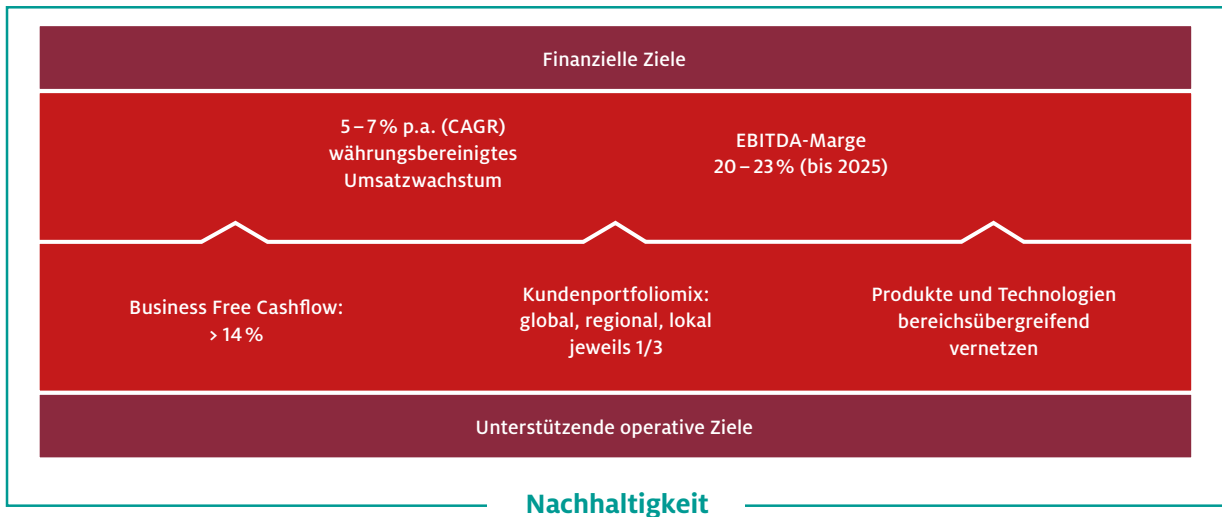 Finanzielle Ziele
5–7% p.a. (CAGR)
währungsbereinigtes
Umsatzwachstum
EBITDA-Marge
20–23% (bis 2025)
Business Free Cashflow:
> 14%
Kundenportfoliomix:
global, regional, lokal
jeweils 1/3
Produkte und Technologien
bereichsübergreifend
vernetzen
Unterstützende operative Ziele
Nachhaltigkeit